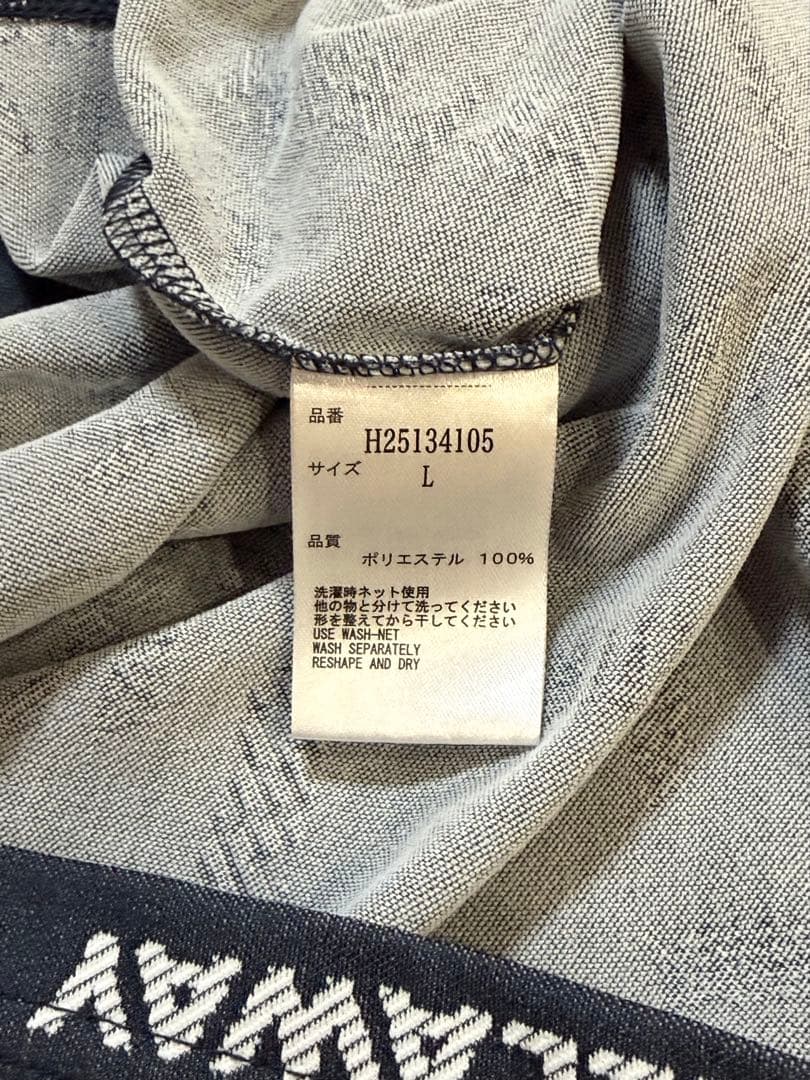 品番
H25134105
サイズ
L
品質
ポリエステル 100%
洗濯時ネット使用
他の物と分けて洗ってください
形を整えてから干してください
USE WASH-NET
WASH SEPARATELY
RESHAPE AND DRY